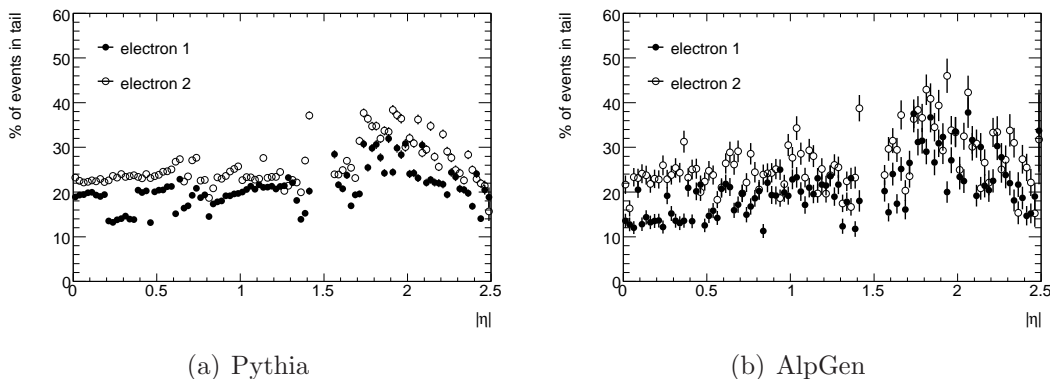 % of events in tail
60
50
40
30
20
10
0
electron 1
electron 2
0 0.5 1 1.5 2 2.5
|η|
(a) Pythia
% of events in tail
60
50
40
30
20
10
0
electron 1
electron 2
0 0.5 1 1.5 2 2.5
|η|
(b) AlpGen